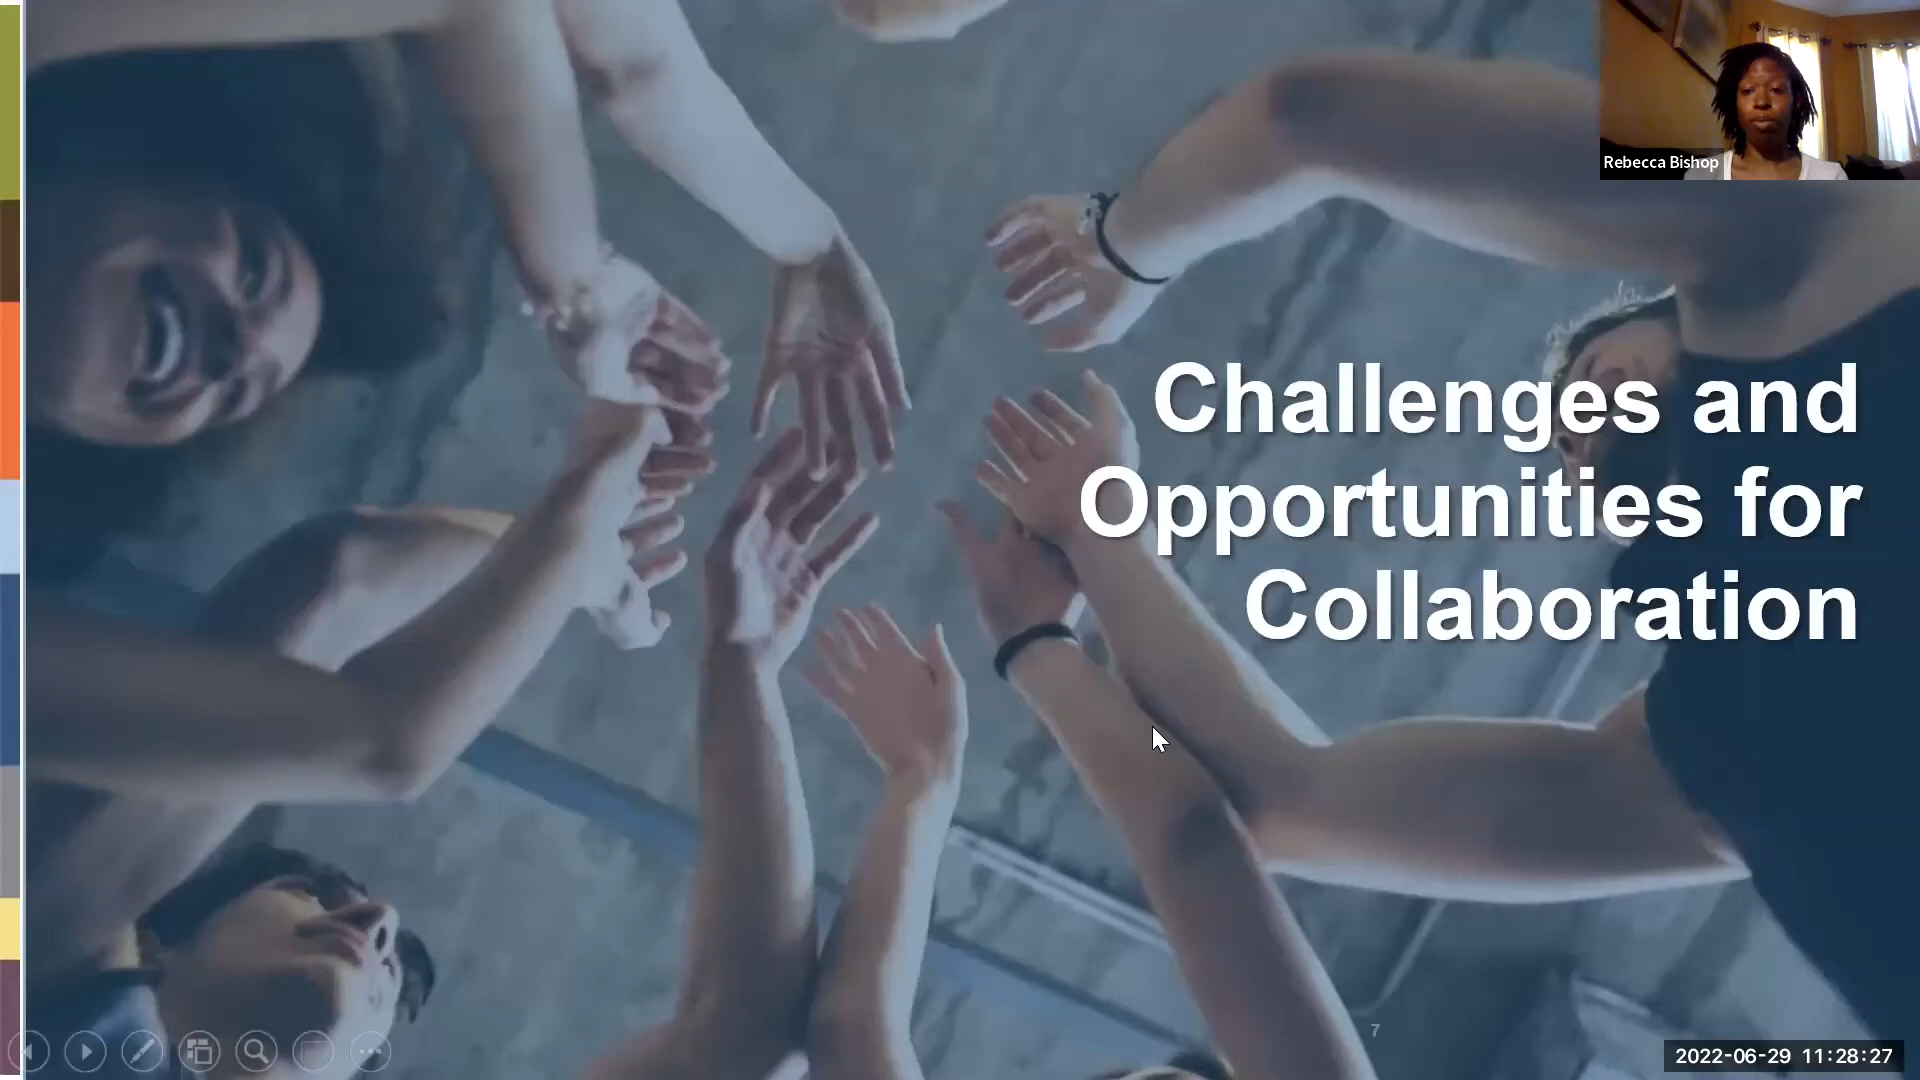 Rebecca Bishop
Challenges and
Opportunities for
Collaboration
7
2022-06-29 11:28:27